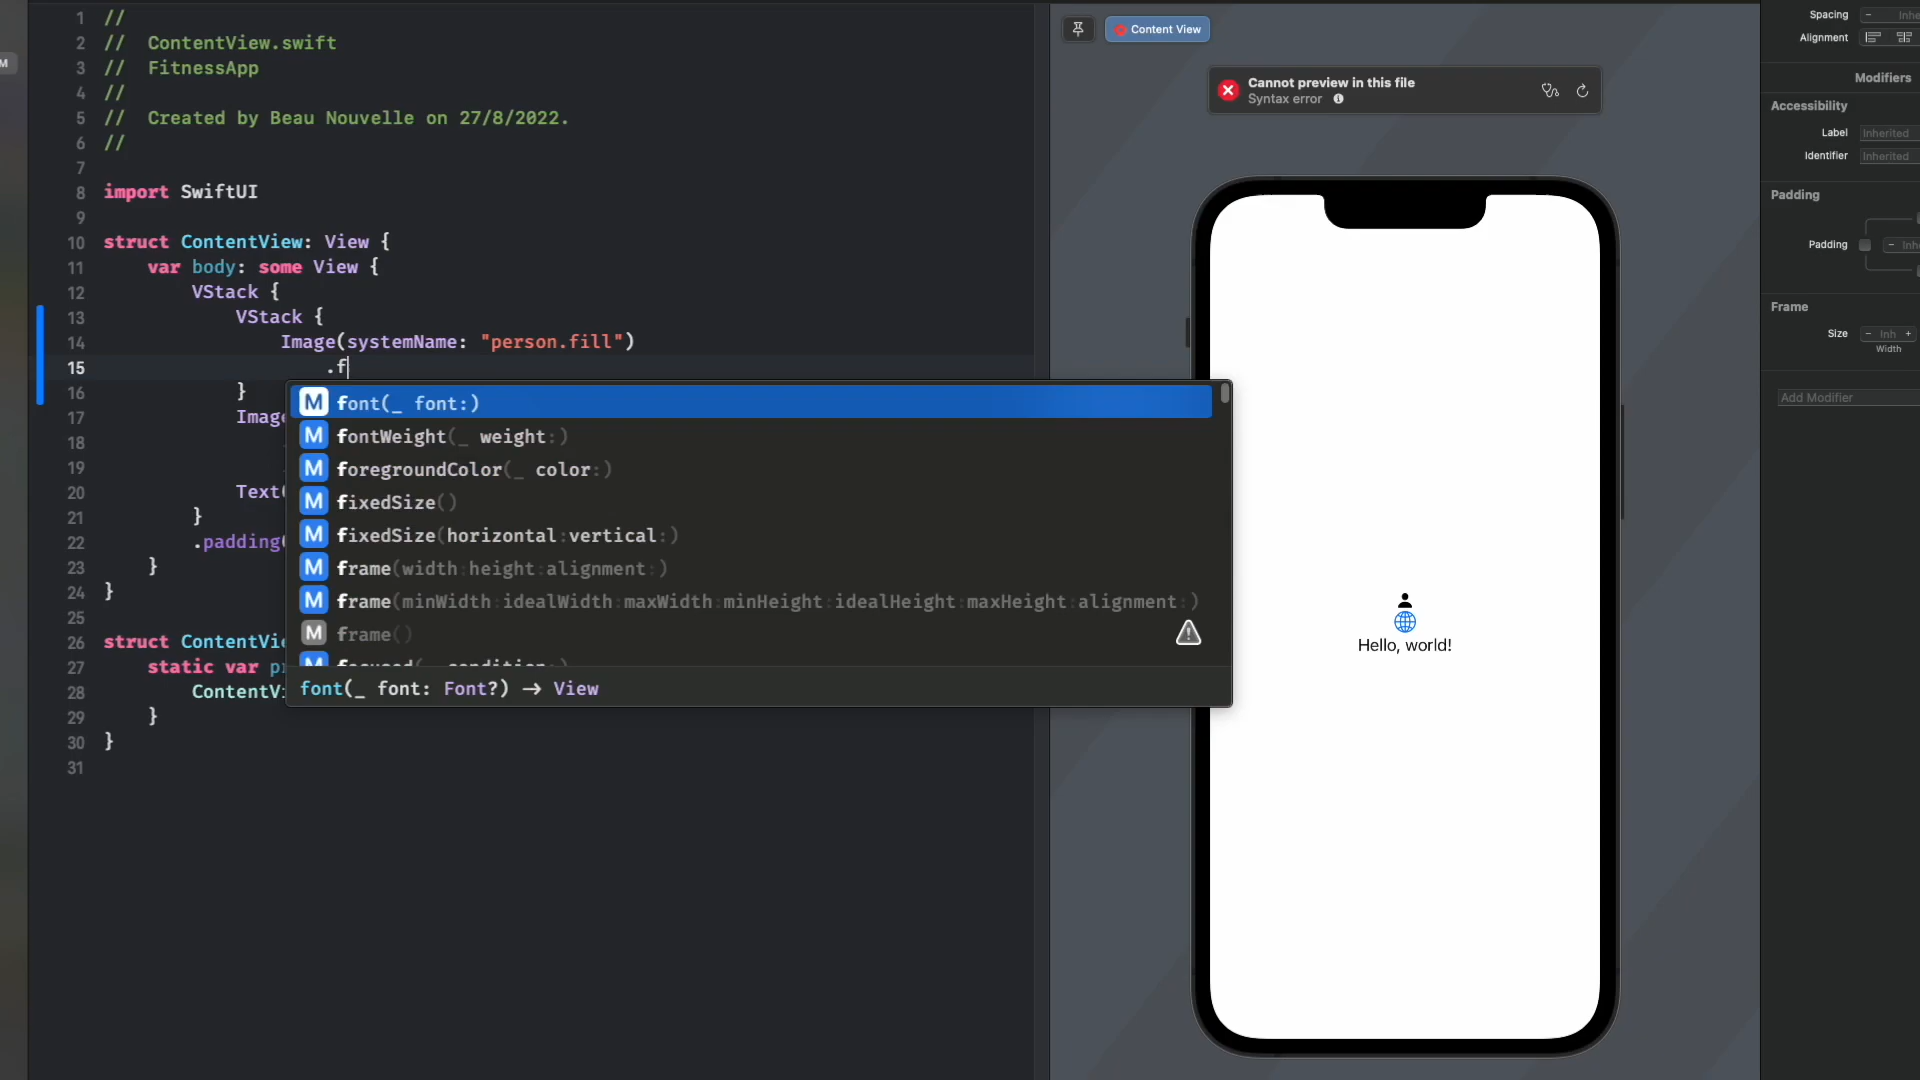 M
1 //
2 //  ContentView.swift
3 //  FitnessApp
4 //
5 //  Created by Beau Nouvelle on 27/8/2022.
6 //
7
8 import SwiftUI
9
10 struct ContentView: View {
11 var body: some View {
12 VStack {
13 VStack {
14 Image(systemName: "person.fill")
15 .f
16 }
17 Imag
18
19
20 Text(
21 }
22 .padding(
23 }
24 }
25
26 struct ContentVi
27 static var p
28 ContentV
29 }
30 }
31
M font(_ font:)
M fontWeight(_ weight:)
M foregroundColor(_ color:)
M fixedSize()
M fixedSize(horizontal:vertical:)
M frame(width:height:alignment:)
M frame(minWidth:idealWidth:maxWidth:minHeight:idealHeight:maxHeight:alignment:)
M frame()
M focused(_ condition:)
font(_ font: Font?) → View
Content View
Cannot preview in this file
Syntax error
Hello, world!
Spacing
Inhe
Alignment
Modifiers
Accessibility
Label Inherited
Identifier Inherited
Padding
Padding − Inh
Frame
Size − Inh +
Width
Add Modifier